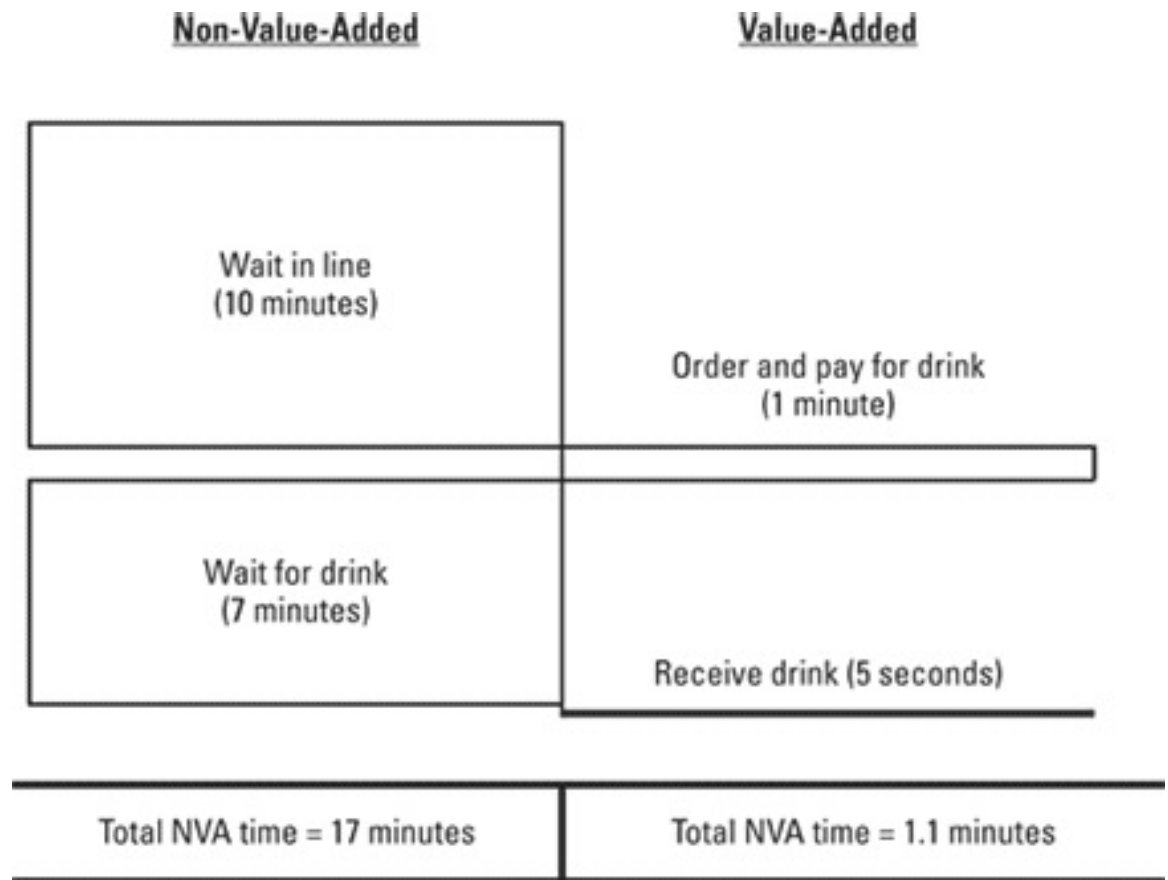 Non-Value-Added
Value-Added
Wait in line
(10 minutes)
Order and pay for drink
(1 minute)
Wait for drink
(7 minutes)
Receive drink (5 seconds)
Total NVA time = 17 minutes
Total NVA time = 1.1 minutes